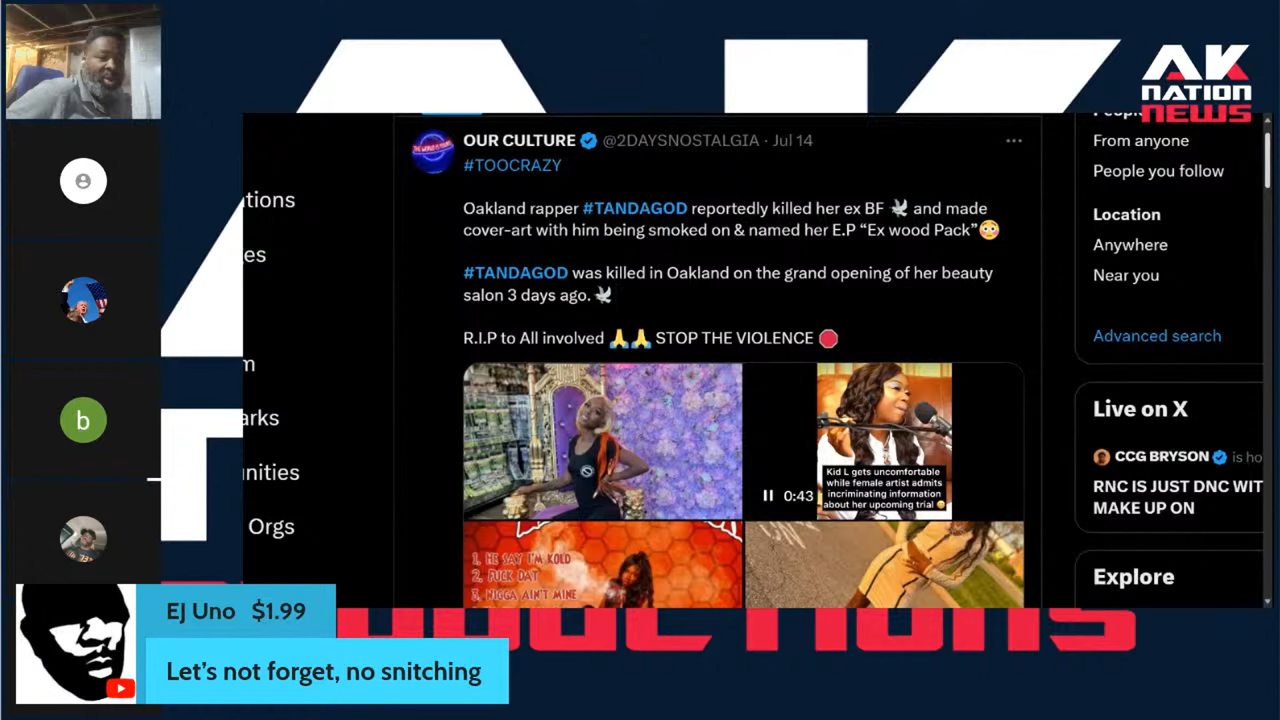 AK
NATION
NEWS
OUR CULTURE @2DAYSNOSTALGIA · Jul 14
#TOOCRAZY
Oakland rapper #TANDAGOD reportedly killed her ex BF 🕊 and made
cover-art with him being smoked on & named her E.P “Ex wood Pack”😳
#TANDAGOD was killed in Oakland on the grand opening of her beauty
salon 3 days ago. 🕊
R.I.P to All involved 🙏🙏 STOP THE VIOLENCE 🛑
0:43
Kid L gets uncomfortable
while female artist admits
incriminating information
about her upcoming trial
1. HE SAY I'M KOLD
2. FUCK DAT
3. NIGGA AIN'T MINE
tions
es
m
arks
unities
Orgs
From anyone
People you follow
Location
Anywhere
Near you
Advanced search
Live on X
CCG BRYSON is ho
RNC IS JUST DNC WIT
MAKE UP ON
Explore
b
EJ Uno $1.99
Let's not forget, no snitching